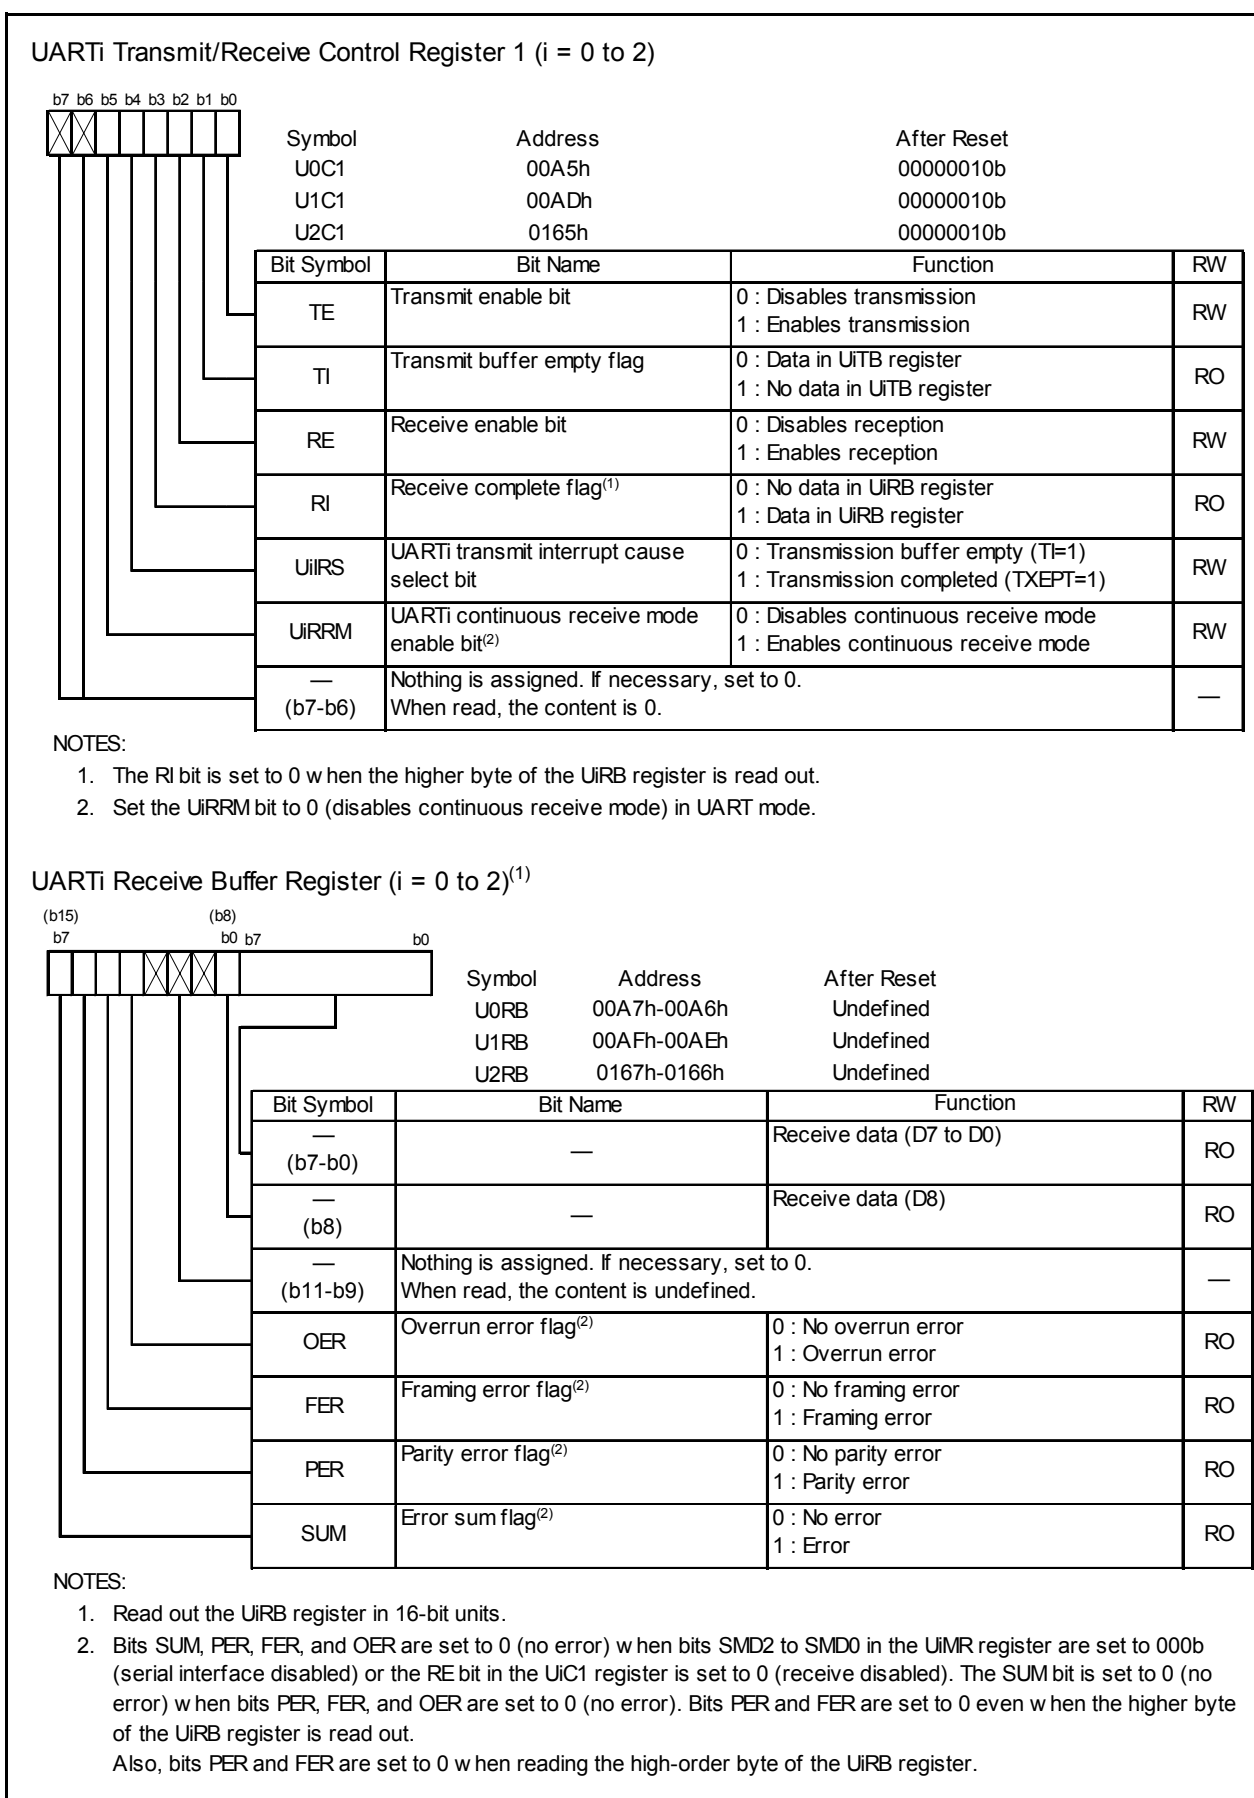 UARTi Transmit/Receive Control Register 1 (i = 0 to 2)
b7 b6 b5 b4 b3 b2 b1 b0
Symbol Address After Reset
U0C1 00A5h 00000010b
U1C1 00ADh 00000010b
U2C1 0165h 00000010b
Bit Symbol Bit Name Function RW
TE Transmit enable bit 0 : Disables transmission RW
1 : Enables transmission
TI Transmit buffer empty flag 0 : Data in UiTB register RO
1 : No data in UiTB register
RE Receive enable bit 0 : Disables reception RW
1 : Enables reception
RI Receive complete flag(1) 0 : No data in UiRB register RO
1 : Data in UiRB register
UiIRS UARTi transmit interrupt cause 0 : Transmission buffer empty (TI=1) RW
select bit 1 : Transmission completed (TXEPT=1)
UiRRM UARTi continuous receive mode 0 : Disables continuous receive mode RW
enable bit(2) 1 : Enables continuous receive mode
— Nothing is assigned. If necessary, set to 0. —
(b7-b6) When read, the content is 0.
NOTES:
1. The RI bit is set to 0 when the higher byte of the UiRB register is read out.
2. Set the UiRRM bit to 0 (disables continuous receive mode) in UART mode.
UARTi Receive Buffer Register (i = 0 to 2)(1)
(b15) (b8)
b7 b0 b7 b0
Symbol Address After Reset
U0RB 00A7h-00A6h Undefined
U1RB 00AFh-00AEh Undefined
U2RB 0167h-0166h Undefined
Bit Symbol Bit Name Function RW
— — Receive data (D7 to D0) RO
(b7-b0)
— — Receive data (D8) RO
(b8)
— Nothing is assigned. If necessary, set to 0. —
(b11-b9) When read, the content is undefined.
OER Overrun error flag(2) 0 : No overrun error RO
1 : Overrun error
FER Framing error flag(2) 0 : No framing error RO
1 : Framing error
PER Parity error flag(2) 0 : No parity error RO
1 : Parity error
SUM Error sum flag(2) 0 : No error RO
1 : Error
NOTES:
1. Read out the UiRB register in 16-bit units.
2. Bits SUM, PER, FER, and OER are set to 0 (no error) when bits SMD2 to SMD0 in the UiMR register are set to 000b
(serial interface disabled) or the RE bit in the UiC1 register is set to 0 (receive disabled). The SUM bit is set to 0 (no
error) when bits PER, FER, and OER are set to 0 (no error). Bits PER and FER are set to 0 even when the higher byte
of the UiRB register is read out.
Also, bits PER and FER are set to 0 when reading the high-order byte of the UiRB register.